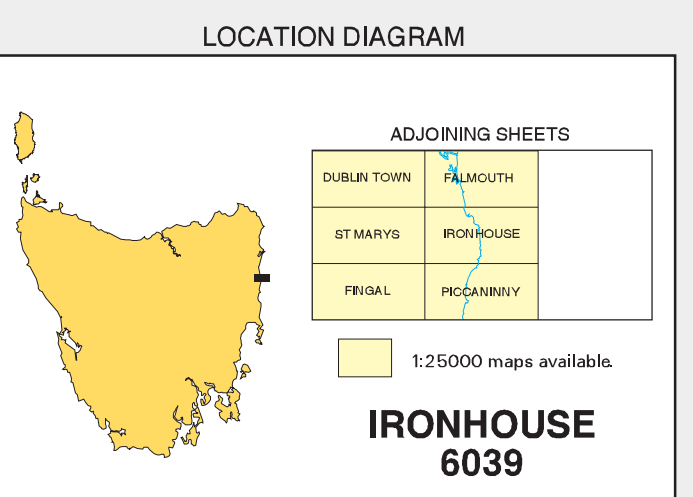 LOCATION DIAGRAM
ADJOINING SHEETS
DUBLIN TOWN FALMOUTH
ST MARYS IRONHOUSE
FINGAL PICCANINNY
1:25000 maps available.
IRONHOUSE
6039